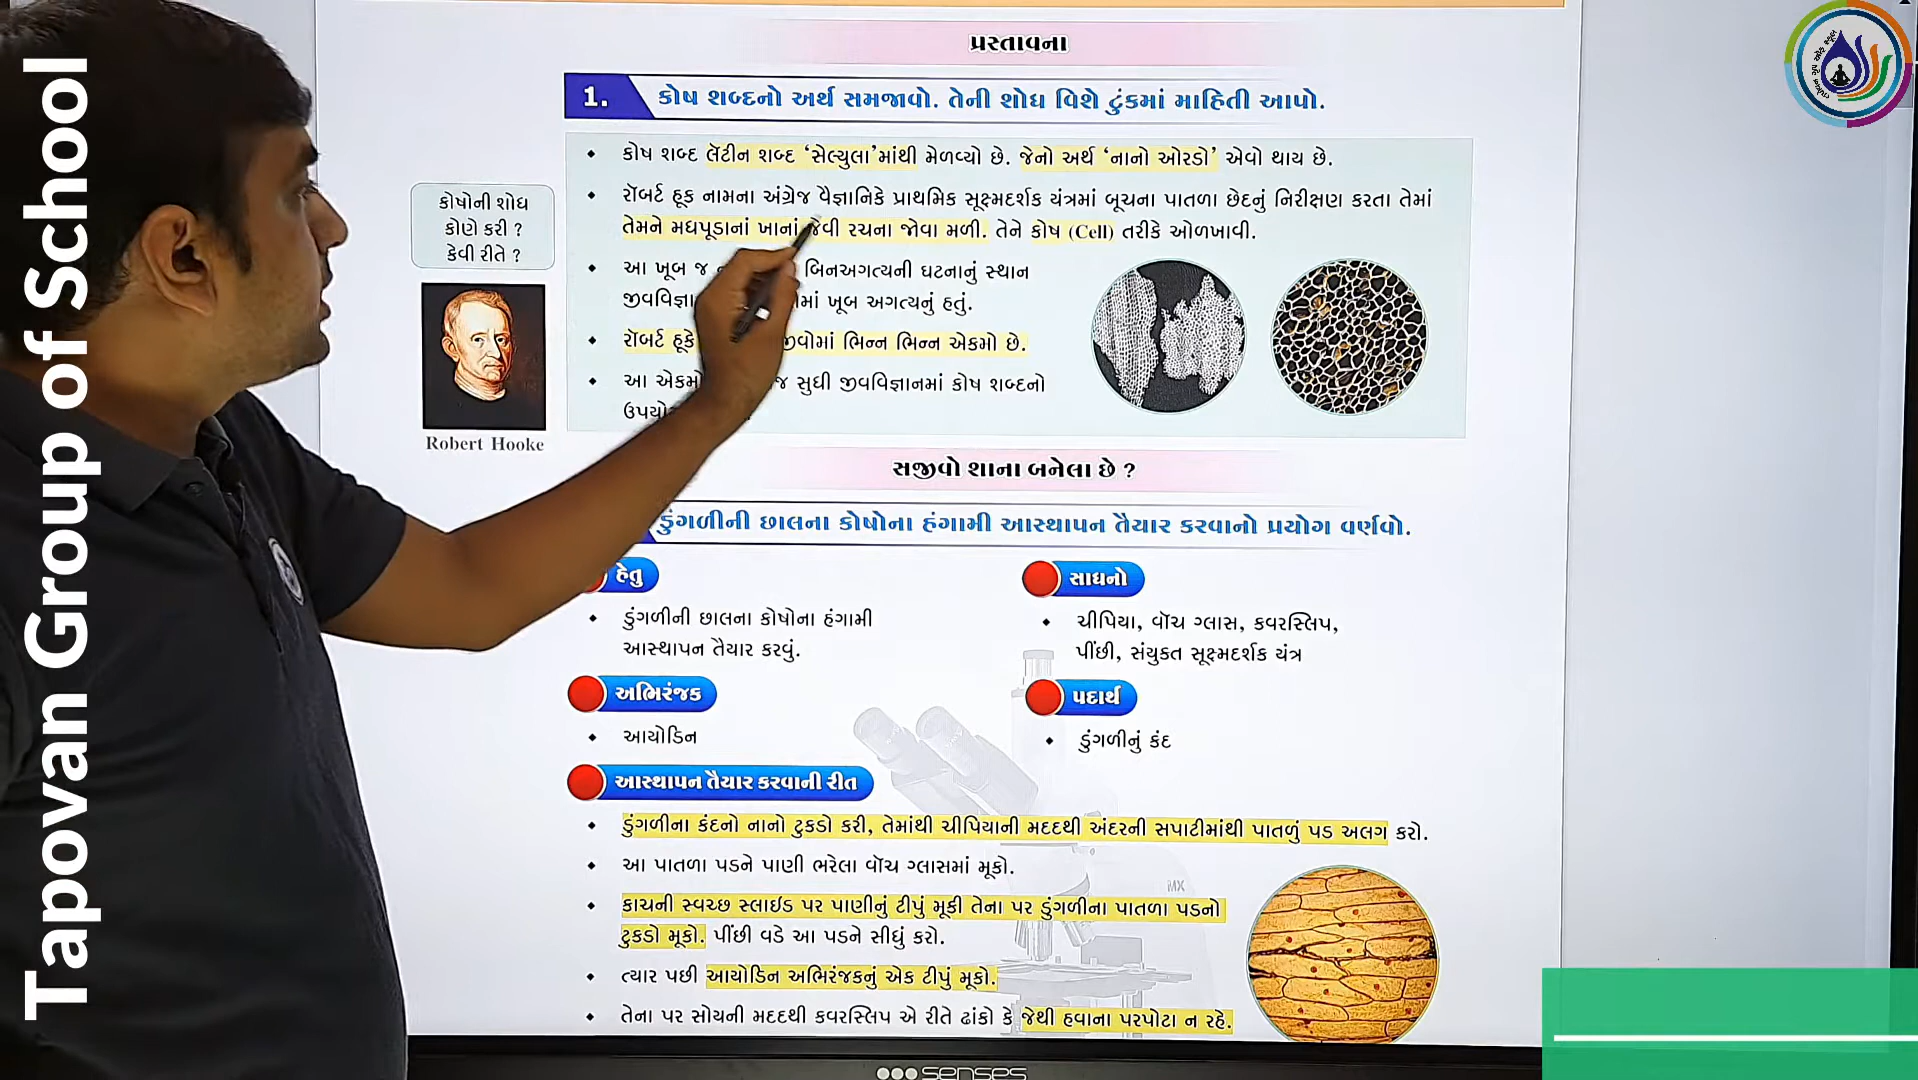 Tapovan Group of School
પ્રસ્તાવના
1. કોષ શબ્દનો અર્થ સમજાવો. તેની શોધ વિશે ટુંકમાં માહિતી આપો.
કોષોની શોધ
કોણે કરી ?
કેવી રીતે ?
Robert Hooke
• કોષ શબ્દ લૅટીન શબ્દ ‘સેલ્યુલા’માંથી મેળવ્યો છે. જેનો અર્થ ‘નાનો ઓરડો’ એવો થાય છે.
• રૉબર્ટ હૂક નામના અંગ્રેજ વૈજ્ઞાનિકે પ્રાથમિક સૂક્ષ્મદર્શક યંત્રમાં બૂચના પાતળા છેદનું નિરીક્ષણ કરતા તેમાં
તેમને મધપૂડાનાં ખાનાં જેવી રચના જોવા મળી. તેને કોષ (Cell) તરીકે ઓળખાવી.
• આ ખૂબ જ બિનઅગત્યની ઘટનાનું સ્થાન
ખૂબ અગત્યનું હતું.
• રૉબર્ટ હૂકે ભિન્ન ભિન્ન એકમો છે.
• આ સુધી જીવવિજ્ઞાનમાં કોષ શબ્દનો
સજીવો શાના બનેલા છે ?
ડુંગળીની છાલના કોષોના હંગામી આસ્થાપન તૈયાર કરવાનો પ્રયોગ વર્ણવો.
હેતુ
• ડુંગળીની છાલના કોષોના હંગામી
આસ્થાપન તૈયાર કરવું.
સાધનો
• ચીપિયા, વૉચ ગ્લાસ, કવરસ્લિપ,
પીંછી, સંયુક્ત સૂક્ષ્મદર્શક યંત્ર
અભિરંજક
• આયોડિન
પદાર્થ
• ડુંગળીનું કંદ
આસ્થાપન તૈયાર કરવાની રીત
• ડુંગળીના કંદનો નાનો ટુકડો કરી, તેમાંથી ચીપિયાની મદદથી અંદરની સપાટીમાંથી પાતળું પડ અલગ કરો.
• આ પાતળા પડને પાણી ભરેલા વૉચ ગ્લાસમાં મૂકો.
MX
• કાચની સ્વચ્છ સ્લાઈડ પર પાણીનું ટીપું મૂકી તેના પર ડુંગળીના પાતળા પડનો
ટુકડો મૂકો. પીંછી વડે આ પડને સીધું કરો.
• ત્યાર પછી આયોડિન અભિરંજકનું એક ટીપું મૂકો.
• તેના પર સોયની મદદથી કવરસ્લિપ એ રીતે ઢાંકો કે જેથી હવાના પરપોટા ન રહે.
senses